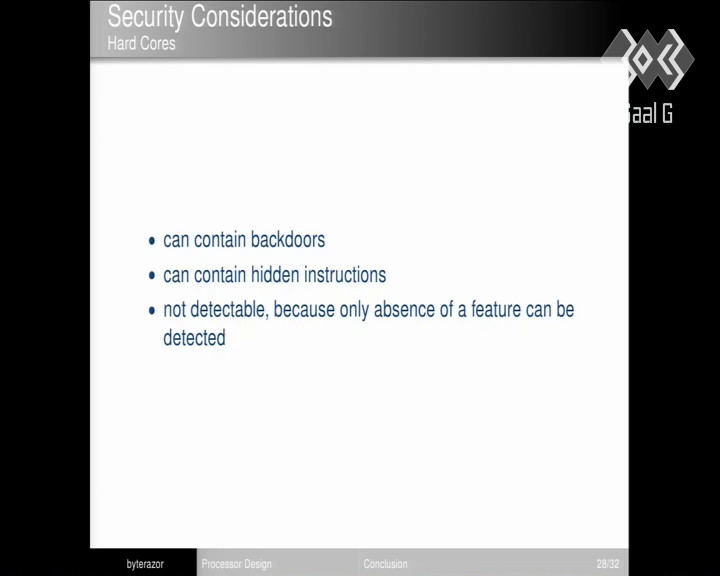 Security Considerations
Hard Cores
aal G
• can contain backdoors
• can contain hidden instructions
• not detectable, because only absence of a feature can be
detected
byterazor Processor Design Conclusion 28/32